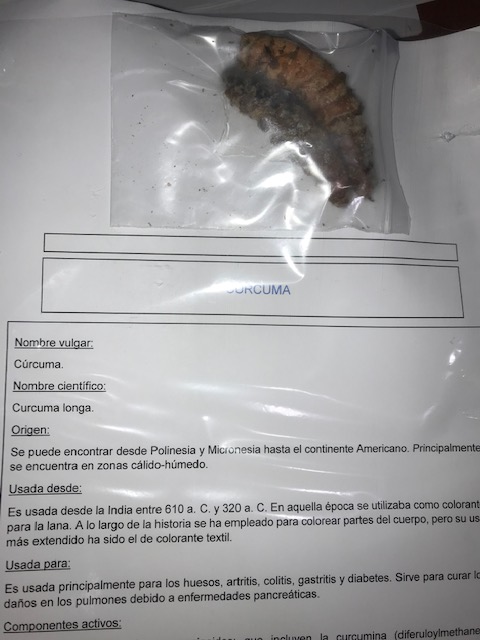 CURCUMA
Nombre vulgar:
Cúrcuma.
Nombre científico:
Curcuma longa.
Origen:
Se puede encontrar desde Polinesia y Micronesia hasta el continente Americano. Principalmente
se encuentra en zonas cálido-húmedo.
Usada desde:
Es usada desde la India entre 610 a. C. y 320 a. C. En aquella época se utilizaba como colorant
para la lana. A lo largo de la historia se ha empleado para colorear partes del cuerpo, pero su us
más extendido ha sido el de colorante textil.
Usada para:
Es usada principalmente para los huesos, artritis, colitis, gastritis y diabetes. Sirve para curar lo
daños en los pulmones debido a enfermedades pancreáticas.
Componentes activos:
que incluyen la curcumina (diferuloylmethane